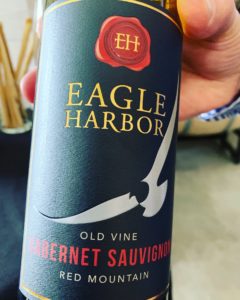 EH
EAGLE
HARBOR
OLD VINE
CABERNET SAUVIGNON
RED MOUNTAIN